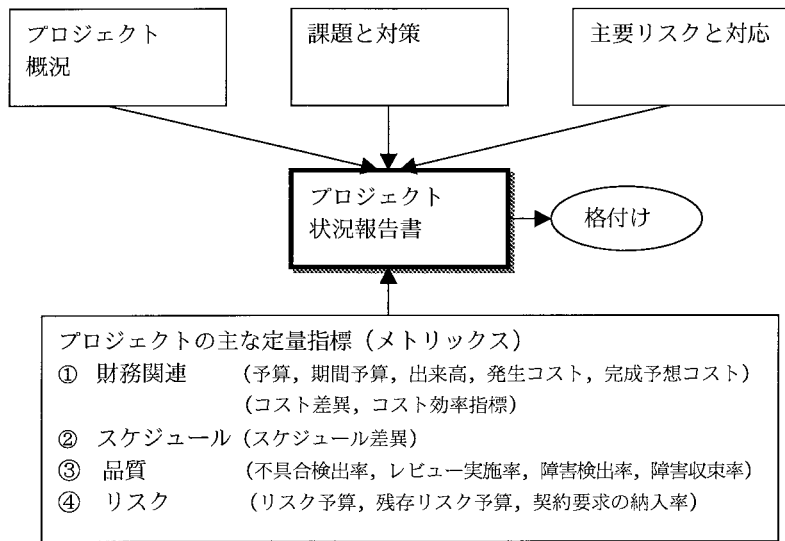 プロジェクト
概況
課題と対策
主要リスクと対応
プロジェクト
状況報告書
格付け
プロジェクトの主な定量指標（メトリックス）
① 財務関連 （予算，期間予算，出来高，発生コスト，完成予想コスト）
（コスト差異，コスト効率指標）
② スケジュール（スケジュール差異）
③ 品質 （不具合検出率，レビュー実施率，障害検出率，障害収束率）
④ リスク （リスク予算，残存リスク予算，契約要求の納入率）